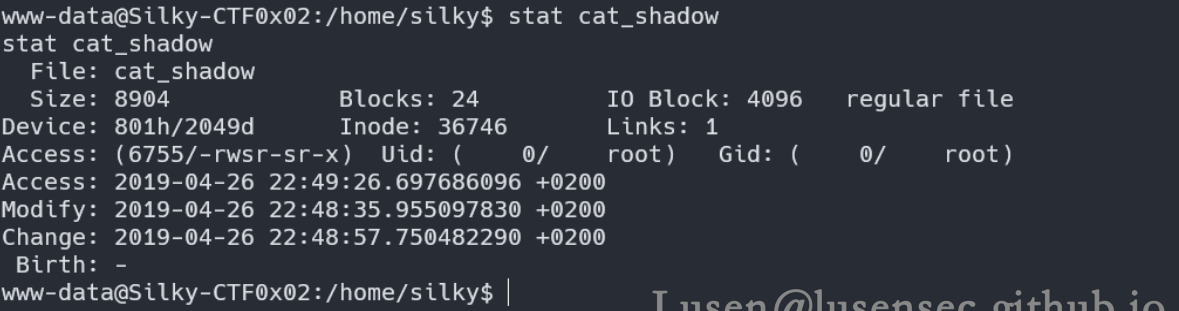 www-data@Silky-CTF0x02:/home/silky$ stat cat_shadow
stat cat_shadow
  File: cat_shadow
  Size: 8904            Blocks: 24         IO Block: 4096   regular file
Device: 801h/2049d      Inode: 36746       Links: 1
Access: (6755/-rwsr-sr-x)  Uid: (    0/    root)   Gid: (    0/    root)
Access: 2019-04-26 22:49:26.697686096 +0200
Modify: 2019-04-26 22:48:35.955097830 +0200
Change: 2019-04-26 22:48:57.750482290 +0200
 Birth: -
www-data@Silky-CTF0x02:/home/silky$
Lusen@lusensec.github.io